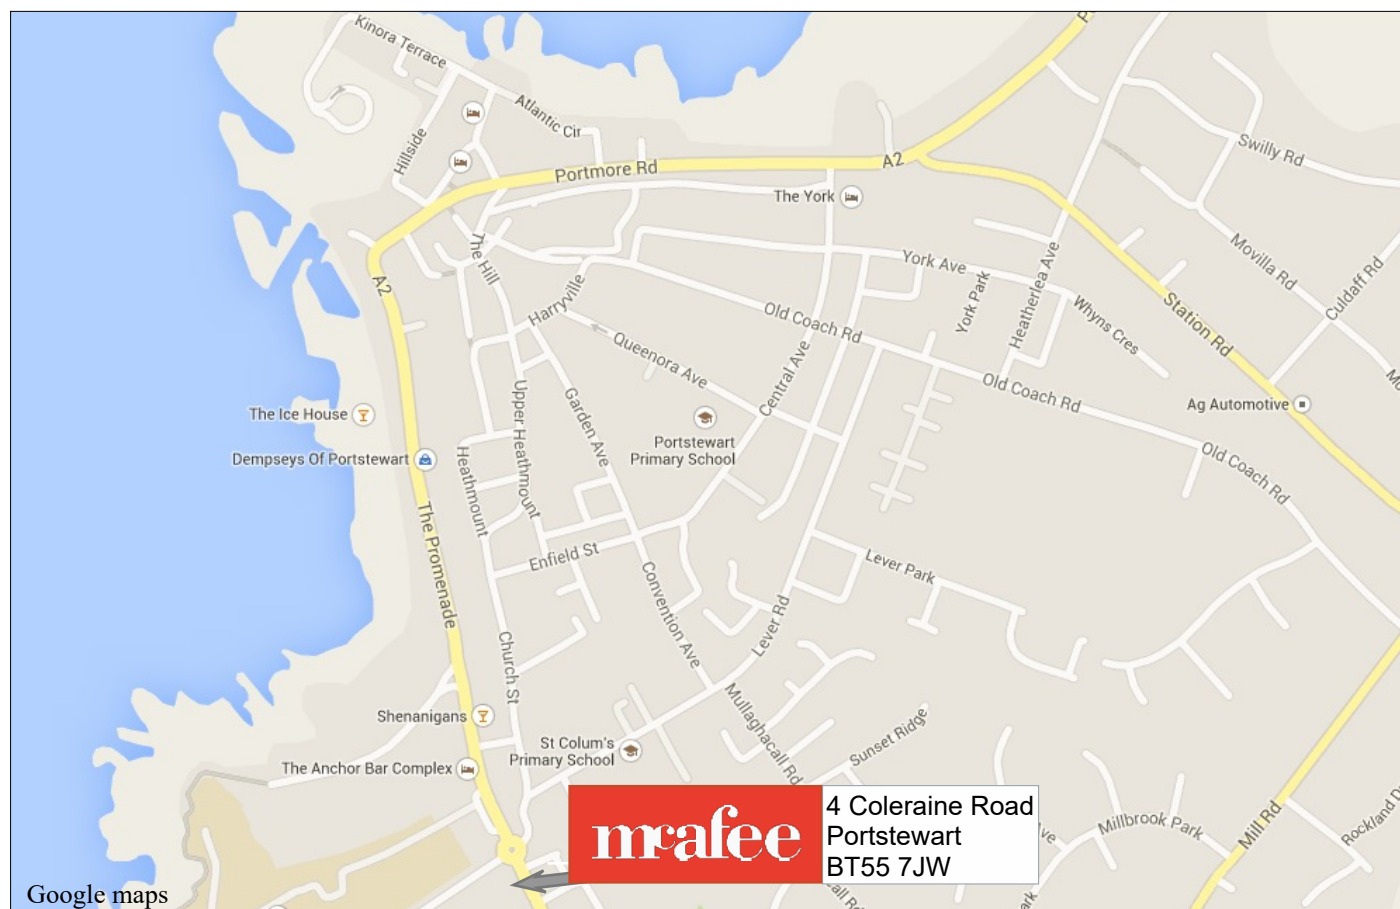 Kinora Terrace
Atlantic Cir
Hillside
Portmore Rd
A2
Swilly Rd
The York
The Hill
York Ave
Movilla Rd
Culdaff Rd
A2
Harryville
Old Coach Rd
York Park
Heatherlea Ave
Whyns Cres
Station Rd
Queenora Ave
Central Ave
Old Coach Rd
The Ice House
Upper Heathmount
Garden Ave
Ag Automotive
Dempseys Of Portstewart
Heathmount
Portstewart
Primary School
Old Coach Rd
The Promenade
Enfield St
Convention Ave
Lever Park
Lever Rd
Church St
Shenanigans
St Colum's
Primary School
Mullaghacall Rd
Sunset Ridge
The Anchor Bar Complex
mcafee
4 Coleraine Road
Portstewart
BT55 7JW
Ave
Millbrook Park
Mill Rd
Google maps